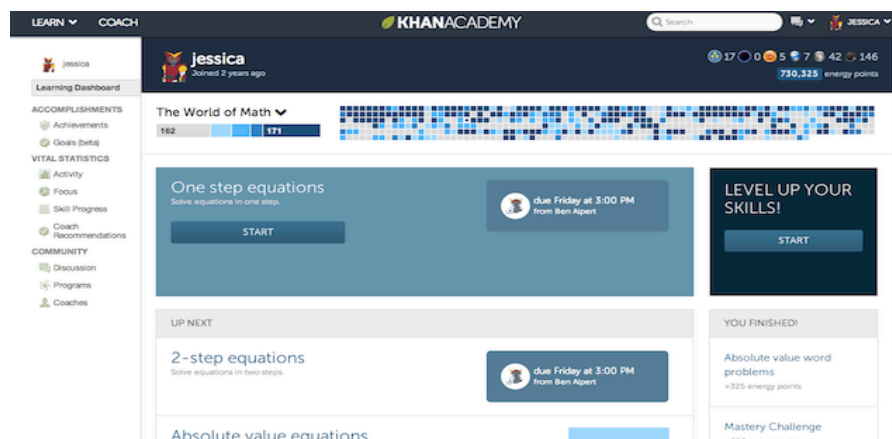 LEARN COACH KHANACADEMY Search JESSICA
jessica
Learning Dashboard
ACCOMPLISHMENTS
Achievements
Goals (beta)
VITAL STATISTICS
Activity
Focus
Skill Progress
Coach
Recommendations
COMMUNITY
Discussion
Programs
Coaches
jessica
Joined 2 years ago
17 0 5 7 42 146
730,325 energy points
The World of Math
162 171
One step equations
Solve equations in one step.
START
due Friday at 3:00 PM
from Ben Alpert
LEVEL UP YOUR
SKILLS!
START
UP NEXT
2-step equations
Solve equations in two steps.
due Friday at 3:00 PM
from Ben Alpert
Absolute value equations
YOU FINISHED!
Absolute value word
problems
+325 energy points
Mastery Challenge